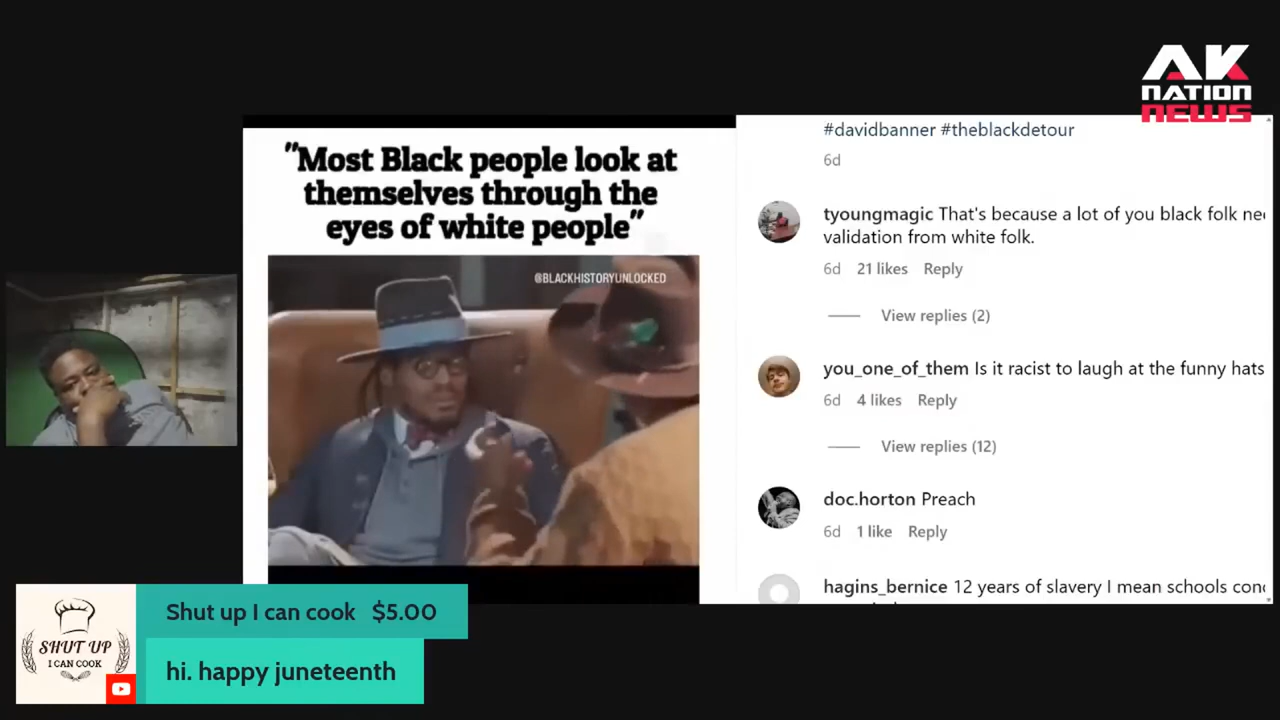 AK
NATION
NEWS
"Most Black people look at
themselves through the
eyes of white people"
@BLACKHISTORYUNLOCKED
#davidbanner #theblackdetour
6d
tyoungmagic That's because a lot of you black folk
validation from white folk.
6d 21 likes Reply
View replies (2)
you_one_of_them Is it racist to laugh at the funny hats
6d 4 likes Reply
View replies (12)
doc.horton Preach
6d 1 like Reply
hagins_bernice 12 years of slavery I mean schools
SHUT UP
I CAN COOK
Shut up I can cook $5.00
hi. happy juneteenth